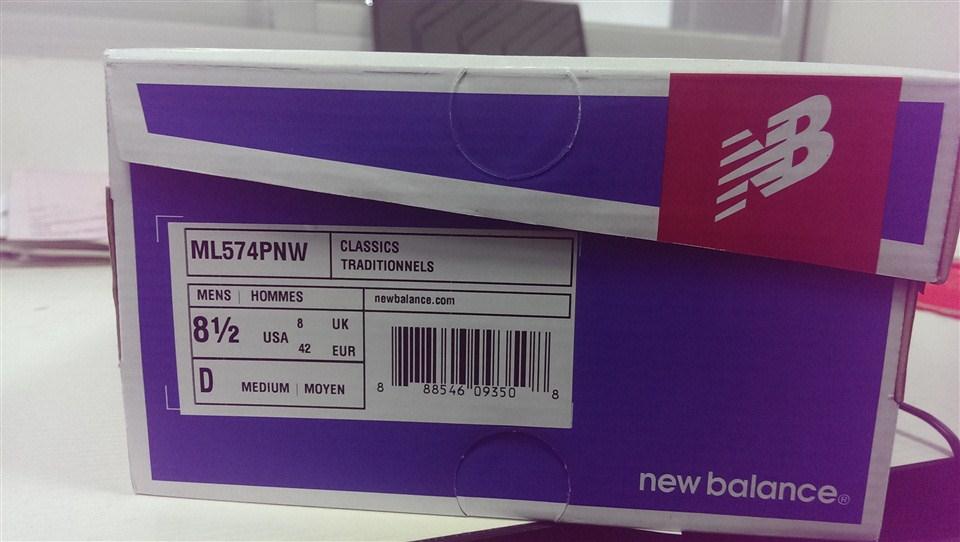 NB
ML574PNW
CLASSICS
TRADITIONNELS
MENS | HOMMES
newbalance.com
8½ USA 8 UK
42 EUR
D MEDIUM | MOYEN
8 88546 09350 8
new balance®